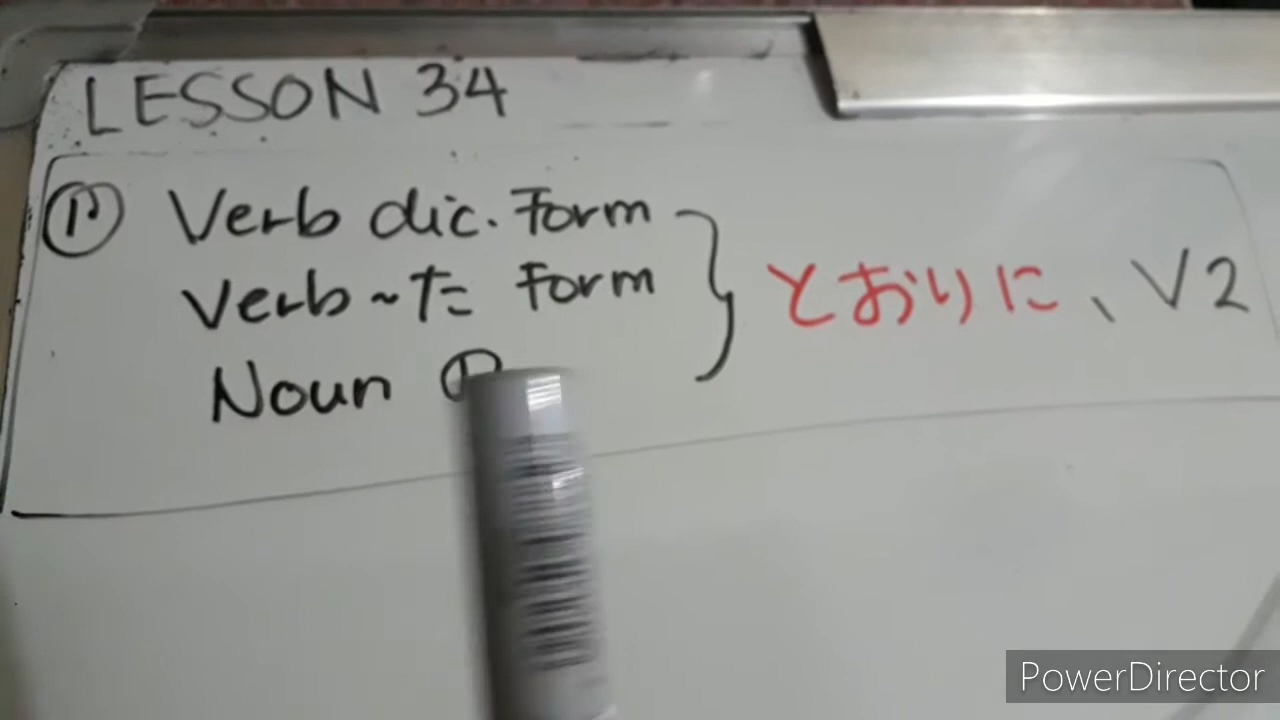 LESSON 34
① Verb dic. Form
Verb ~た Form
Noun
とおりに、V2
PowerDirector